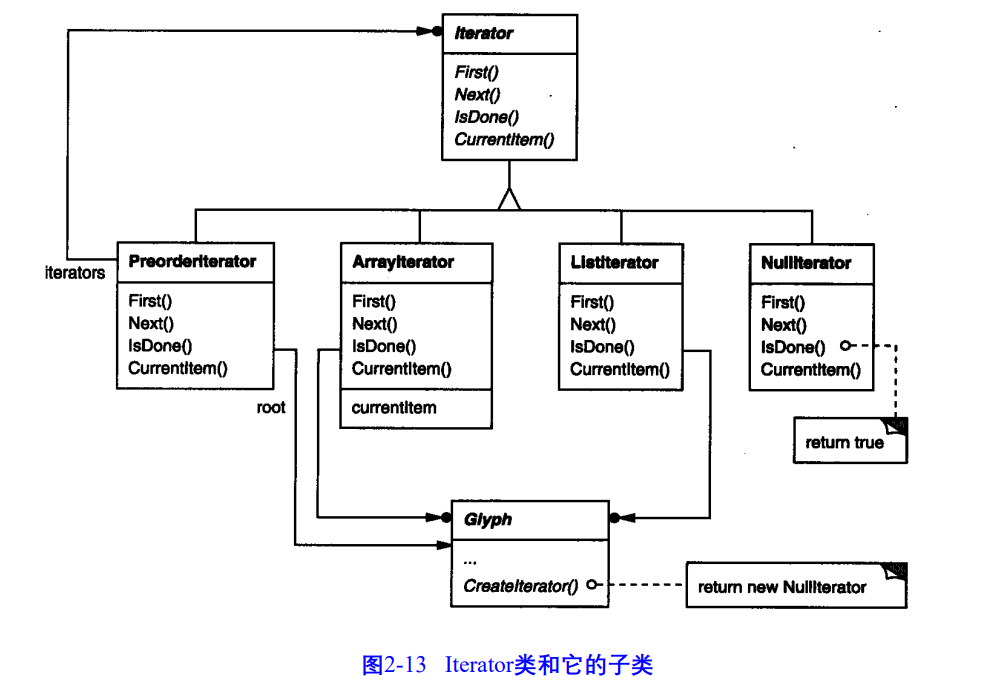 Iterator
First()
Next()
IsDone()
CurrentItem()
iterators
PreorderIterator
First()
Next()
IsDone()
CurrentItem()
root
ArrayIterator
First()
Next()
IsDone()
CurrentItem()
currentItem
ListIterator
First()
Next()
IsDone()
CurrentItem()
NullIterator
First()
Next()
IsDone()
CurrentItem()
return true
Glyph
...
CreateIterator()
return new NullIterator
图2-13 Iterator类和它的子类